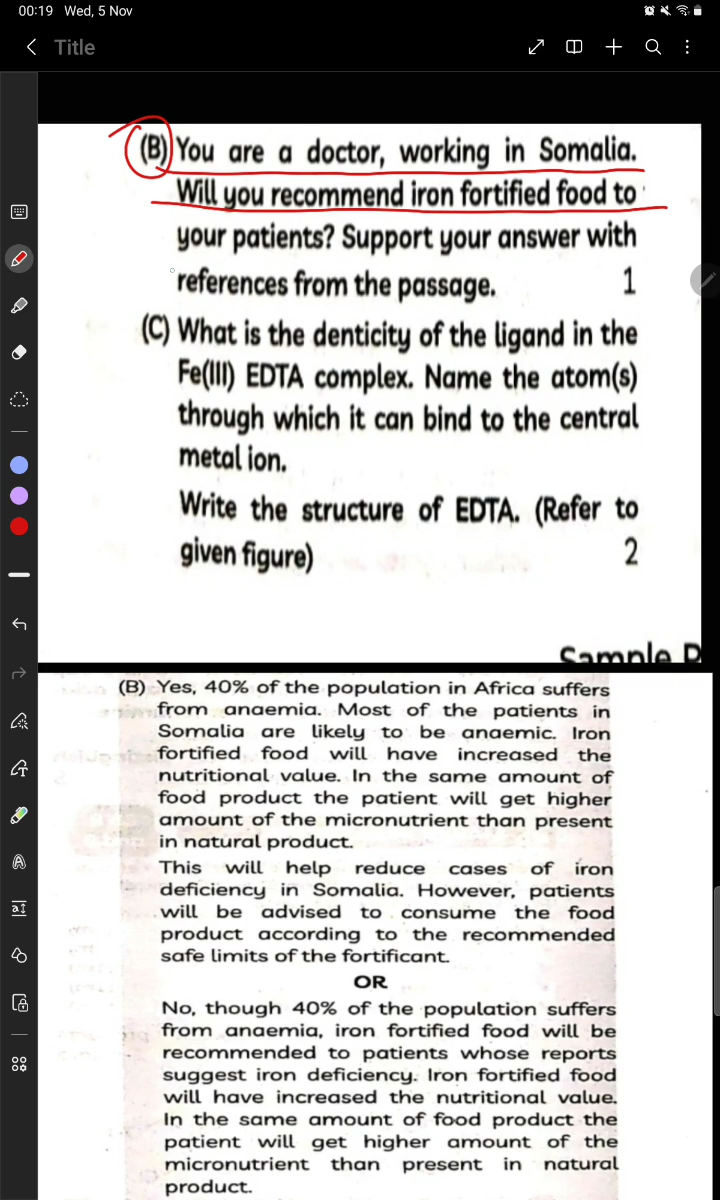 00:19 Wed, 5 Nov
Title
(B) You are a doctor, working in Somalia.
Will you recommend iron fortified food to
your patients? Support your answer with
references from the passage. 1
(C) What is the denticity of the ligand in the
Fe(III) EDTA complex. Name the atom(s)
through which it can bind to the central
metal ion.
Write the structure of EDTA. (Refer to
given figure) 2
Sample P
(B) Yes, 40% of the population in Africa suffers
from anaemia. Most of the patients in
Somalia are likely to be anaemic. Iron
fortified food will have increased the
nutritional value. In the same amount of
food product the patient will get higher
amount of the micronutrient than present
in natural product.
This will help reduce cases of iron
deficiency in Somalia. However, patients
will be advised to consume the food
product according to the recommended
safe limits of the fortificant.
OR
No, though 40% of the population suffers
from anaemia, iron fortified food will be
recommended to patients whose reports
suggest iron deficiency. Iron fortified food
will have increased the nutritional value.
In the same amount of food product the
patient will get higher amount of the
micronutrient than present in natural
product.